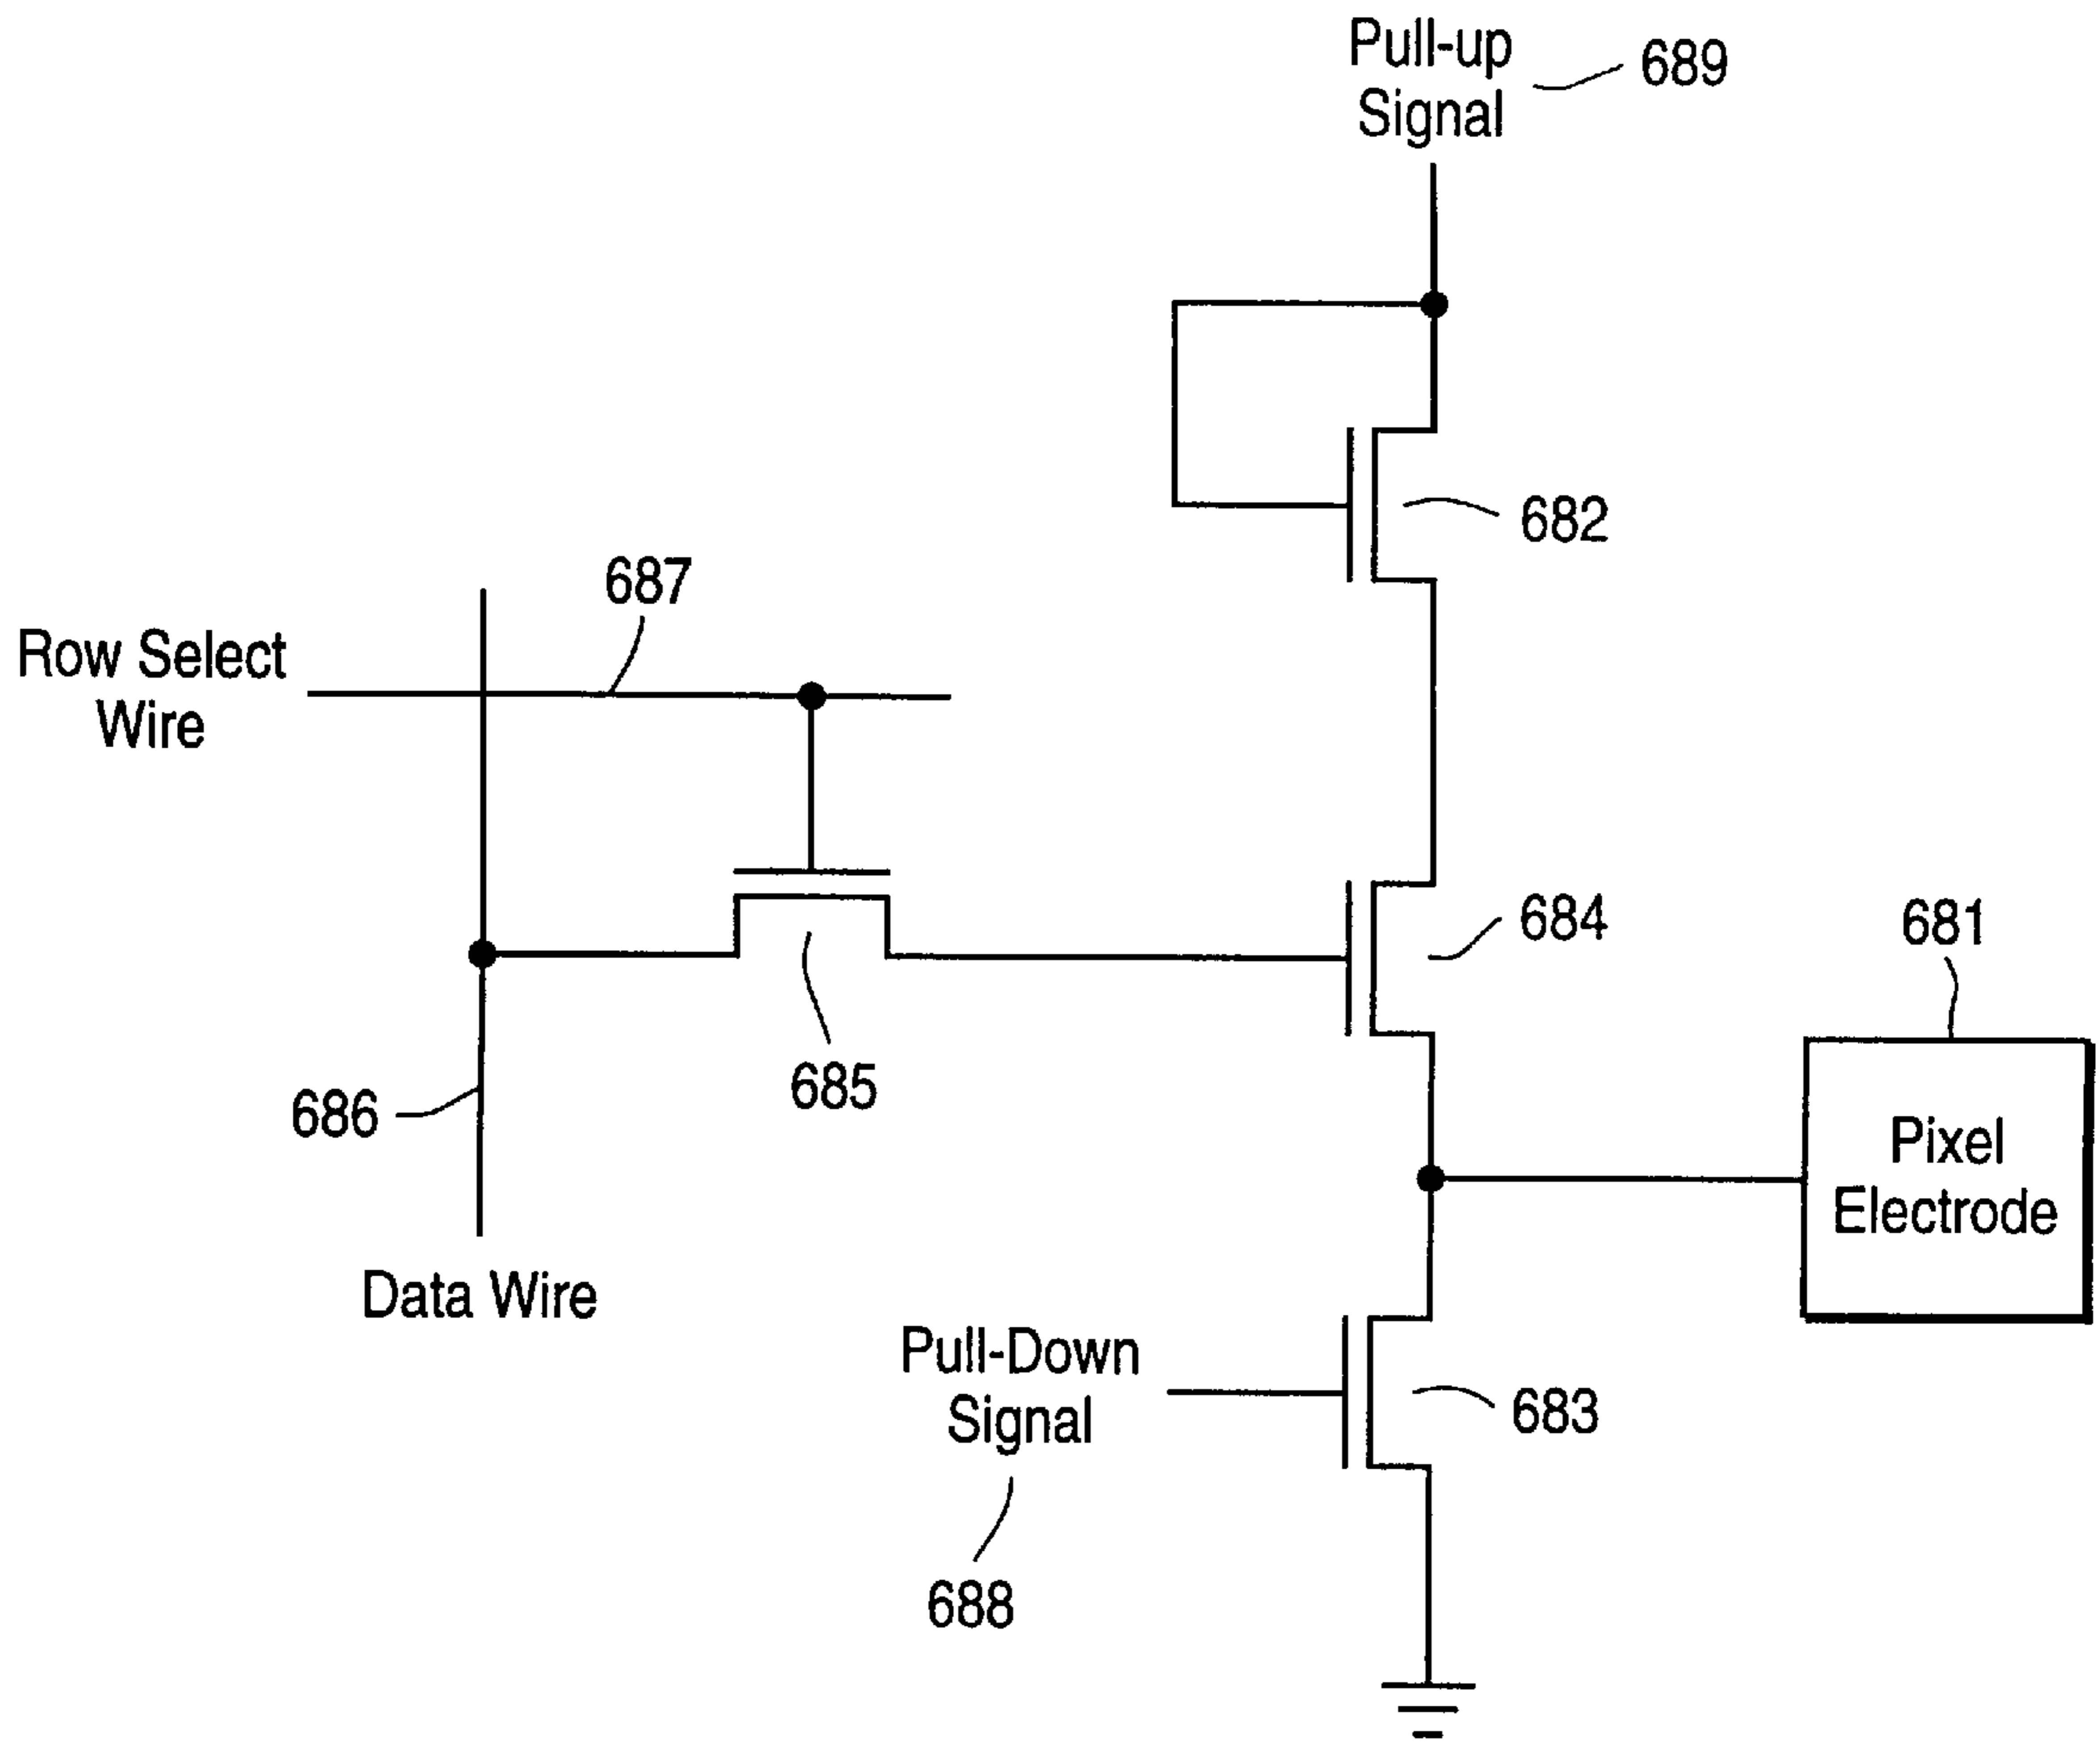 Pull-up
Signal
689
682
687
Row Select
Wire
684
681
685
686
Pixel
Electrode
Data Wire
Pull-Down
Signal
683
688